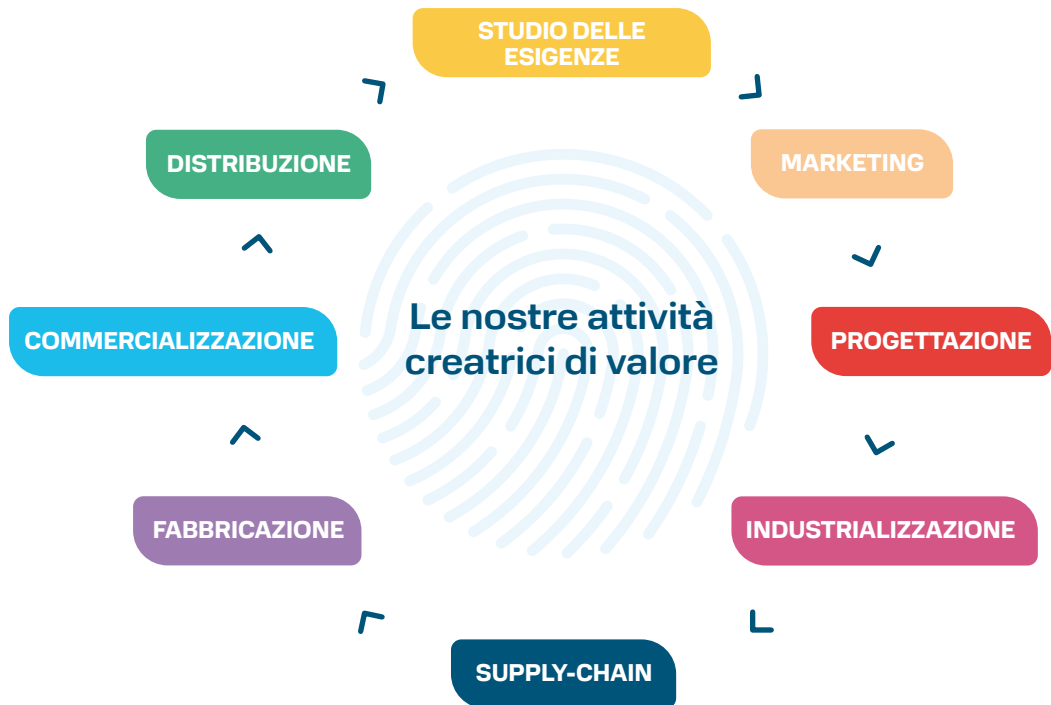 STUDIO DELLE
ESIGENZE
DISTRIBUZIONE
MARKETING
Le nostre attività
creatrici di valore
COMMERCIALIZZAZIONE
PROGETTAZIONE
FABBRICAZIONE
INDUSTRIALIZZAZIONE
SUPPLY-CHAIN